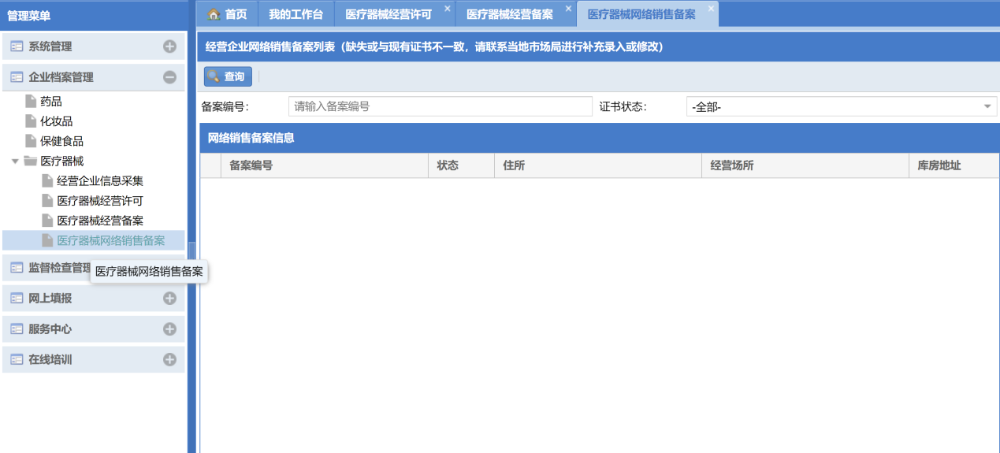 管理菜单
系统管理
企业档案管理
药品
化妆品
保健食品
医疗器械
经营企业信息采集
医疗器械经营许可
医疗器械经营备案
医疗器械网络销售备案
监督检查管理
医疗器械网络销售备案
网上填报
服务中心
在线培训
首页 我的工作台 医疗器械经营许可 × 医疗器械经营备案 × 医疗器械网络销售备案 ×
经营企业网络销售备案列表（缺失或与现有证书不一致，请联系当地市场局进行补充录入或修改）
查询
备案编号： 请输入备案编号 证书状态： -全部-
网络销售备案信息
备案编号 状态 住所 经营场所 库房地址